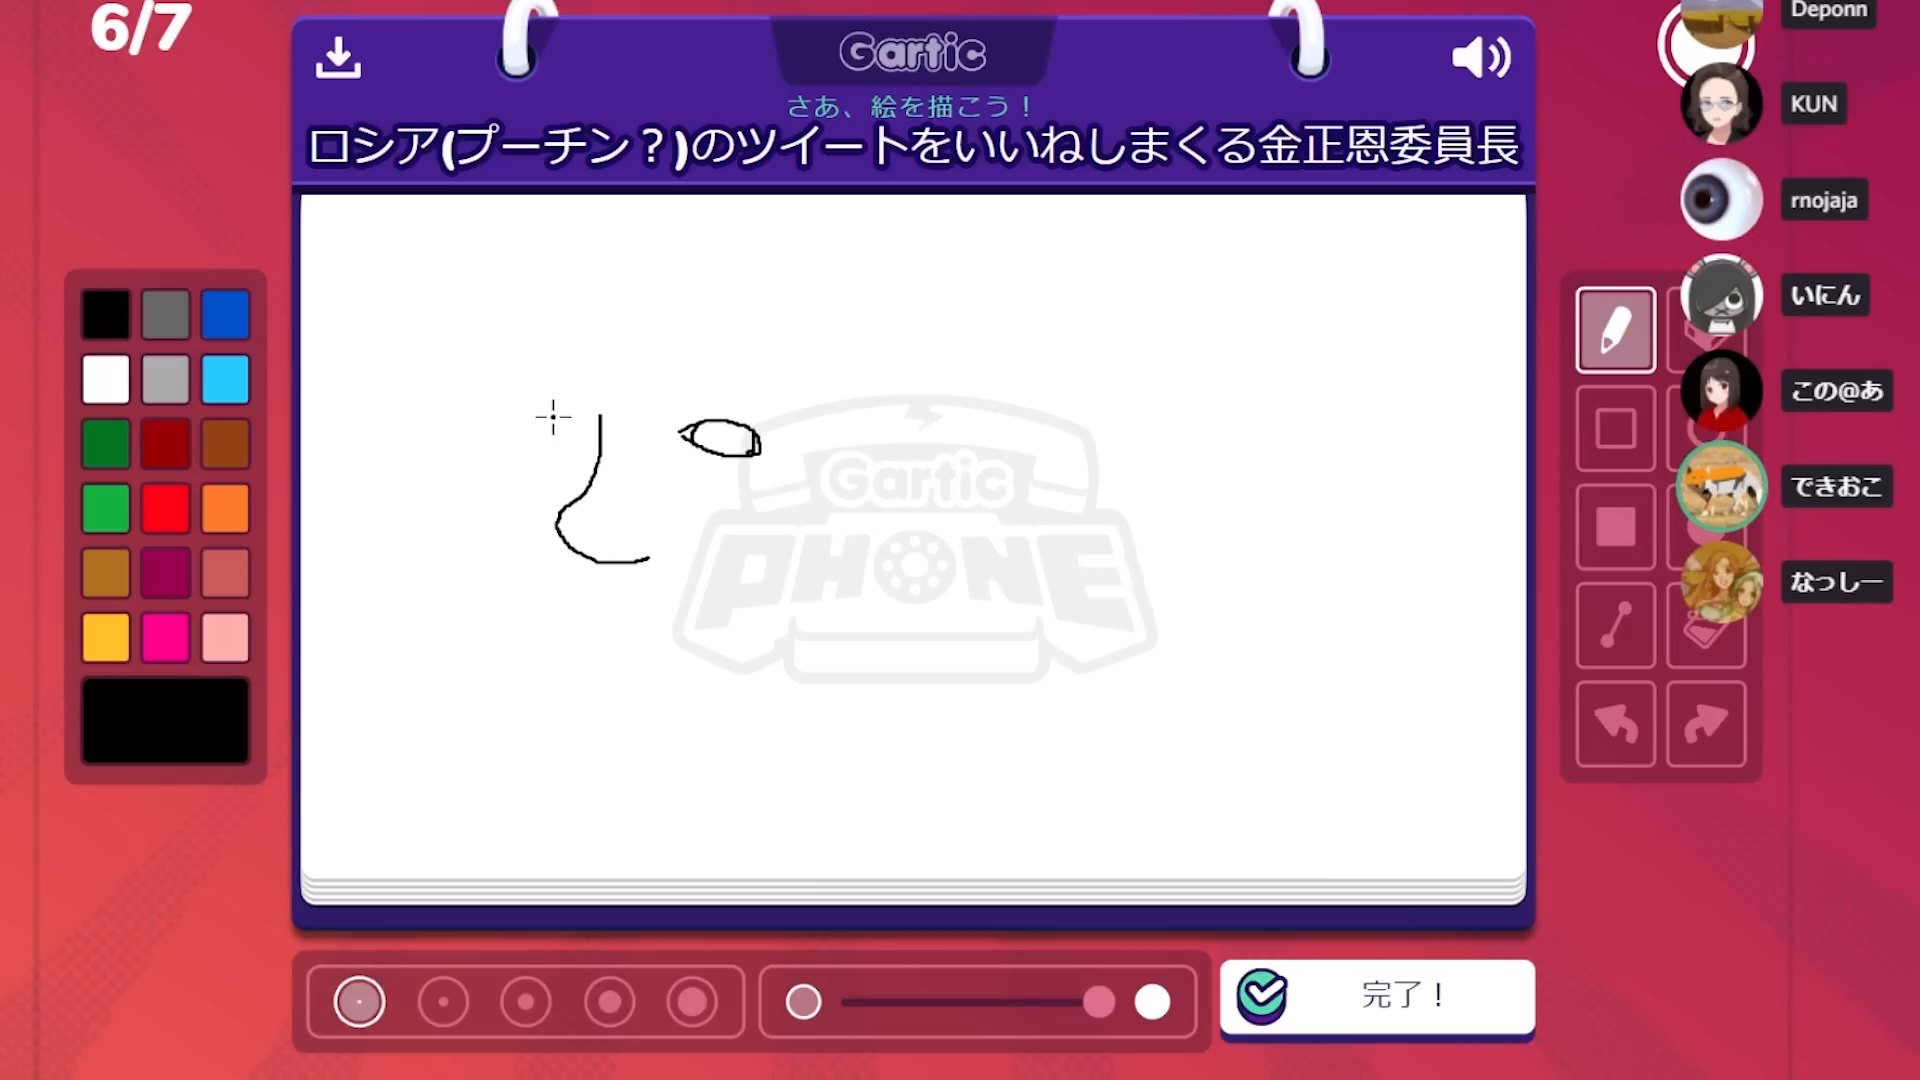 6/7
Gartic
さあ、絵を描こう！
ロシア(プーチン？)のツイートをいいねしまくる金正恩委員長
Gartic
PHONE
完了！
Deponn
KUN
rnojaja
いにん
この@あ
できおこ
なっしー